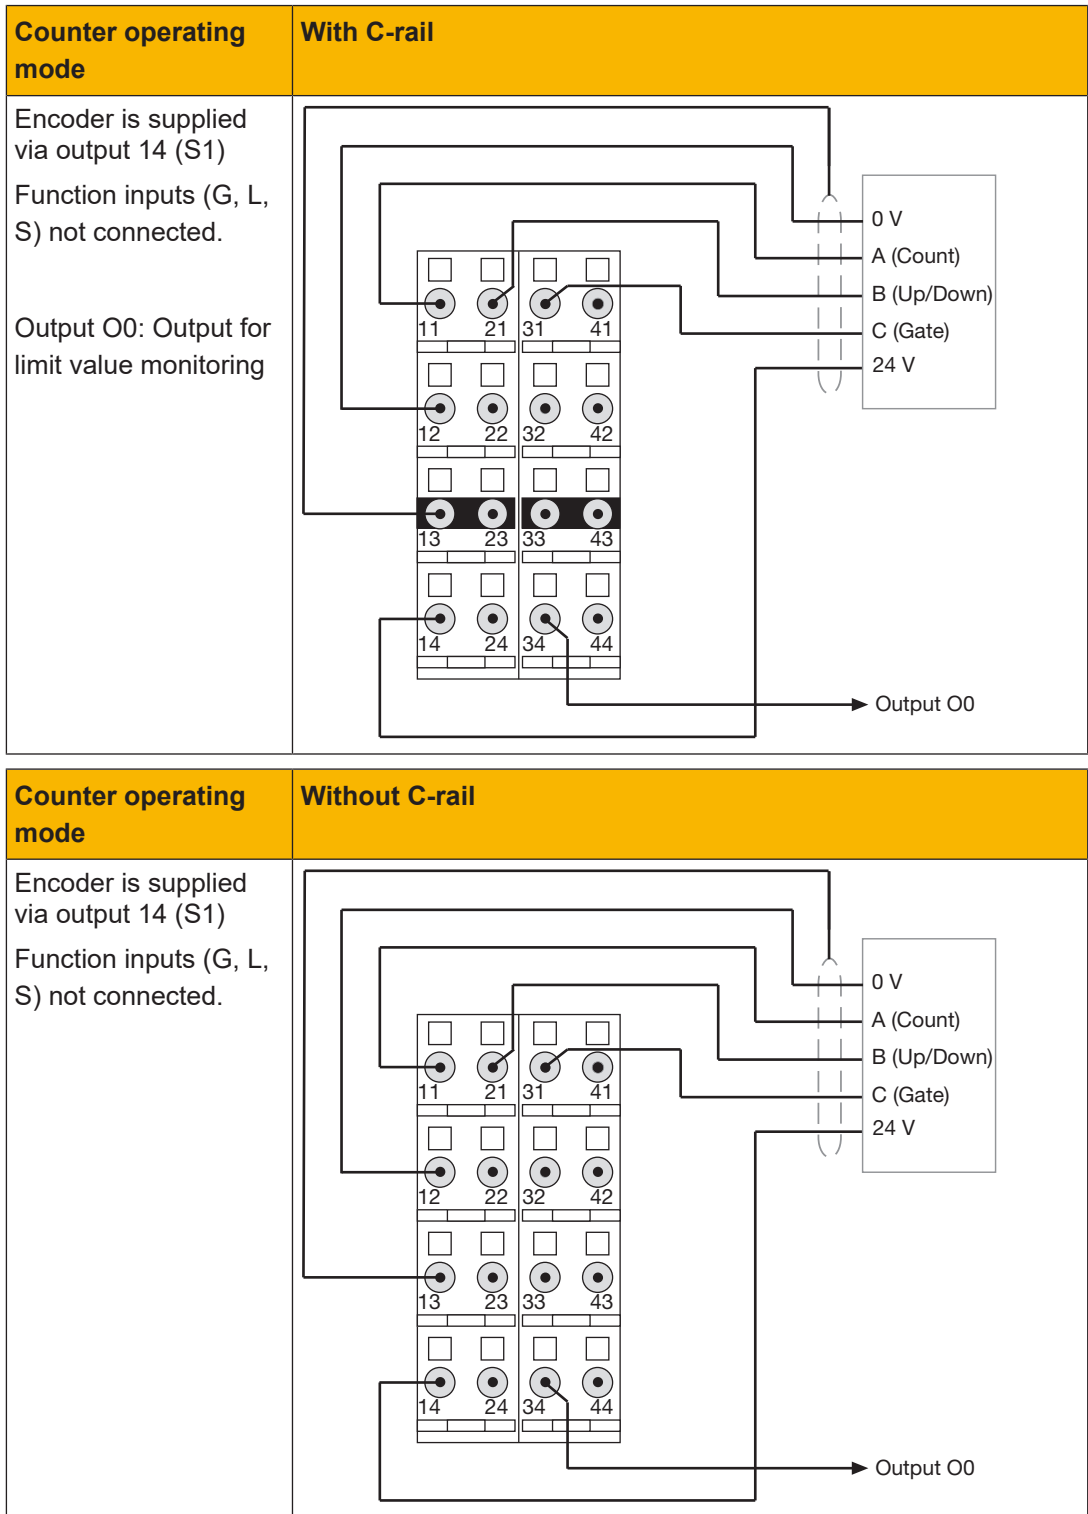 Counter operating
mode
With C-rail
Encoder is supplied
via output 14 (S1)
Function inputs (G, L,
S) not connected.
Output O0: Output for
limit value monitoring
0 V
A (Count)
B (Up/Down)
C (Gate)
24 V
11 21 31 41
12 22 32 42
13 23 33 43
14 24 34 44
Output O0
Counter operating
mode
Without C-rail
Encoder is supplied
via output 14 (S1)
Function inputs (G, L,
S) not connected.
0 V
A (Count)
B (Up/Down)
C (Gate)
24 V
11 21 31 41
12 22 32 42
13 23 33 43
14 24 34 44
Output O0